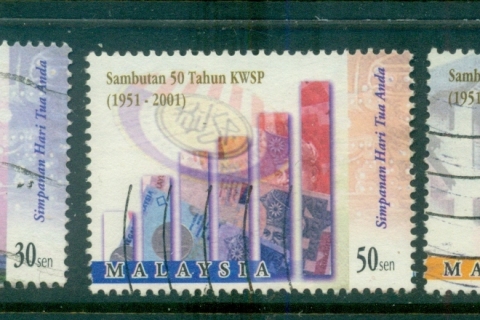 Simpanan Hari Tua Anda
30sen
Sambutan 50 Tahun KWSP
(1951 - 2001)
Simpanan Hari Tua Anda
MALAYSIA
50sen
Samb
(1951
MA